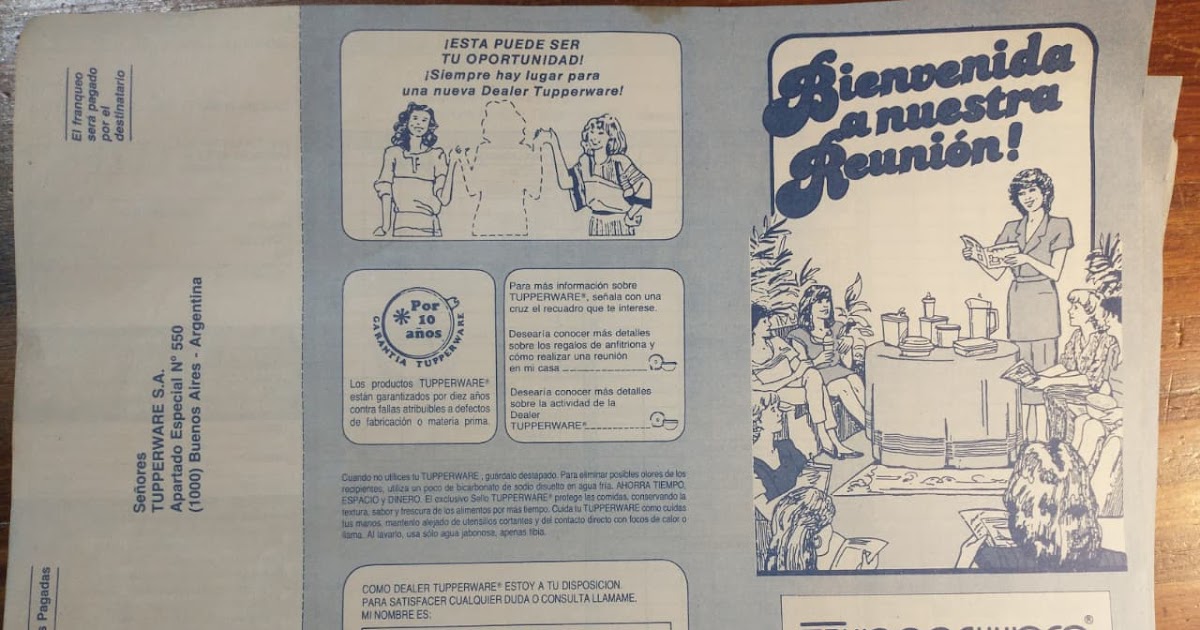 El franqueo
será pagado
por el
destinatario
Señores
TUPPERWARE S.A.
Apartado Especial N° 550
(1000) Buenos Aires - Argentina
Pagadas
¡ESTA PUEDE SER
TU OPORTUNIDAD!
¡Siempre hay lugar para
una nueva Dealer Tupperware!
Por
10
años
GARANTIA TUPPERWARE
Los productos TUPPERWARE®
están garantizados por diez años
contra fallas atribuibles a defectos
de fabricación o materia prima.
Para más información sobre
TUPPERWARE®, señala con una
cruz el recuadro que te interese.
Desearía conocer más detalles
sobre los regalos de anfitriona y
cómo realizar una reunión
en mi casa
Desearía conocer más detalles
sobre la actividad de la
Dealer
TUPPERWARE®
Cuando no utilices tu TUPPERWARE, guárdalo destapado. Para eliminar posibles olores de los
recipientes, utiliza un poco de bicarbonato de sodio disuelto en agua fría. AHORRA TIEMPO,
ESPACIO y DINERO. El exclusivo Sello TUPPERWARE® protege las comidas, conservando la
textura, sabor y frescura de los alimentos por más tiempo. Cuida tu TUPPERWARE como cuidas
tus manos, mantenlo alejado de utensilios cortantes y del contacto directo con focos de calor o
llama. Al lavarlo, usa sólo agua jabonosa, apenas tibia.
COMO DEALER TUPPERWARE® ESTOY A TU DISPOSICION.
PARA SATISFACER CUALQUIER DUDA O CONSULTA LLAMAME.
MI NOMBRE ES:
Bienvenida
a nuestra
Reunión!